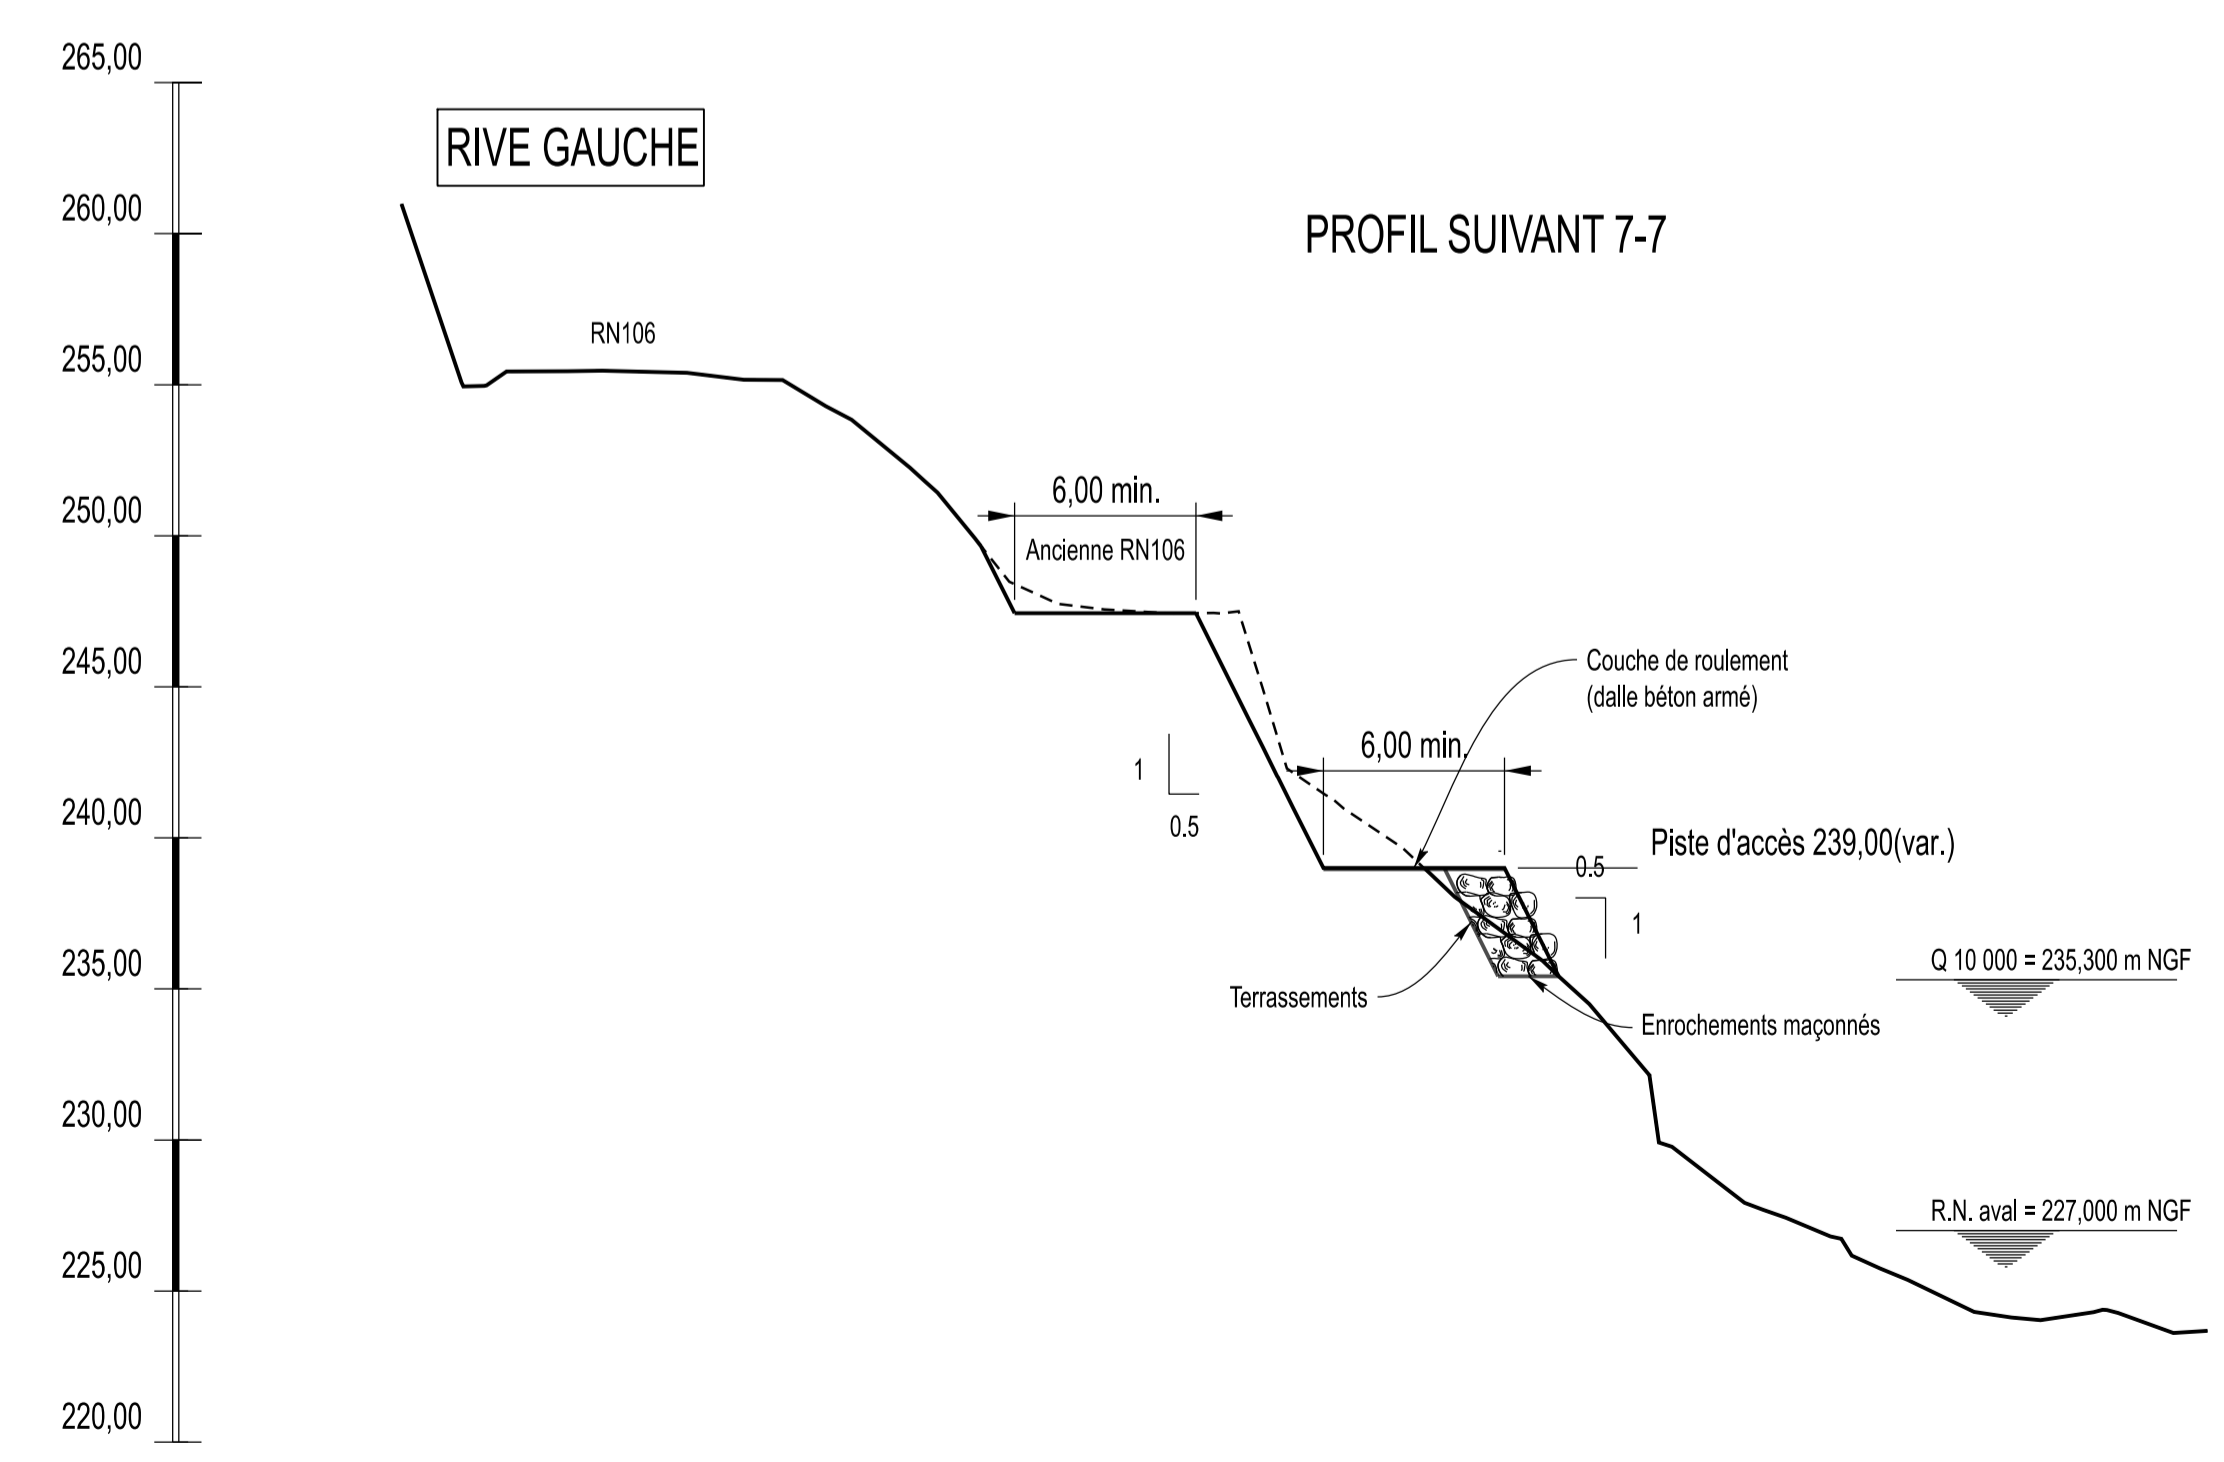 265,00
RIVE GAUCHE
260,00
PROFIL SUIVANT 7-7
RN106
255,00
6,00 min.
250,00
Ancienne RN106
245,00
Couche de roulement
(dalle béton armé)
6,00 min.
1
0.5
240,00
Piste d'accès 239,00(var.)
0.5
1
235,00
Q 10 000 = 235,300 m NGF
Terrassements
Enrochements maçonnés
230,00
R.N. aval = 227,000 m NGF
225,00
220,00